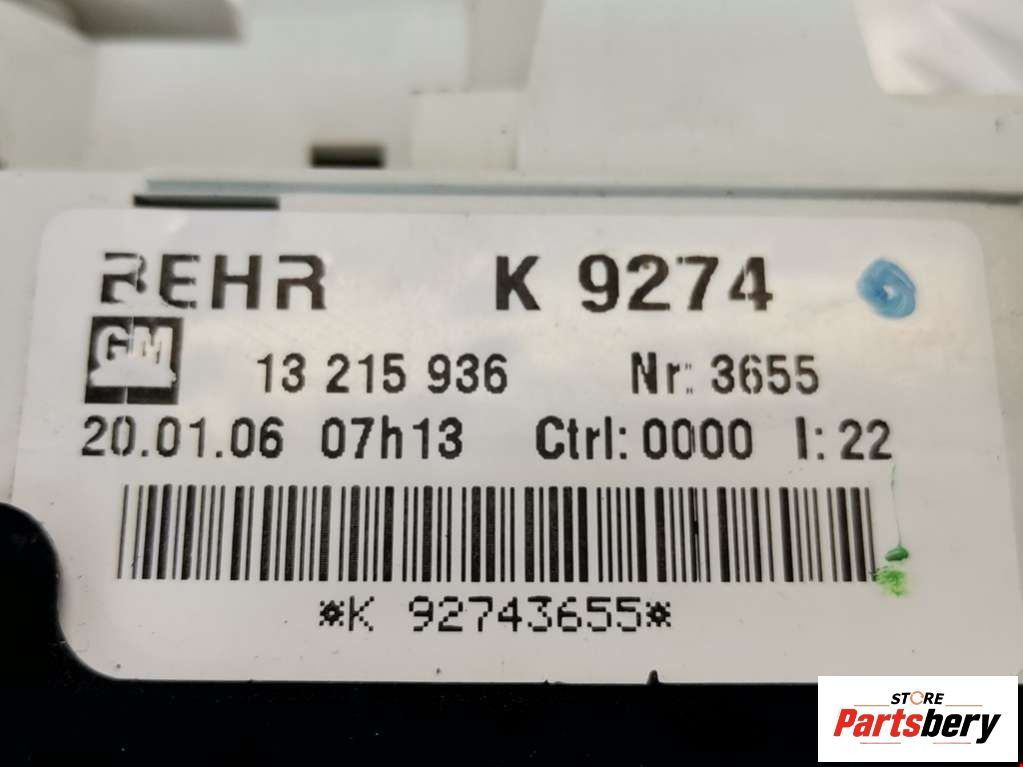 BEHR K 9274
GM
13 215 936 Nr: 3655
20.01.06 07h13 Ctrl: 0000 I: 22
*K 92743655*
STORE
Partsbery